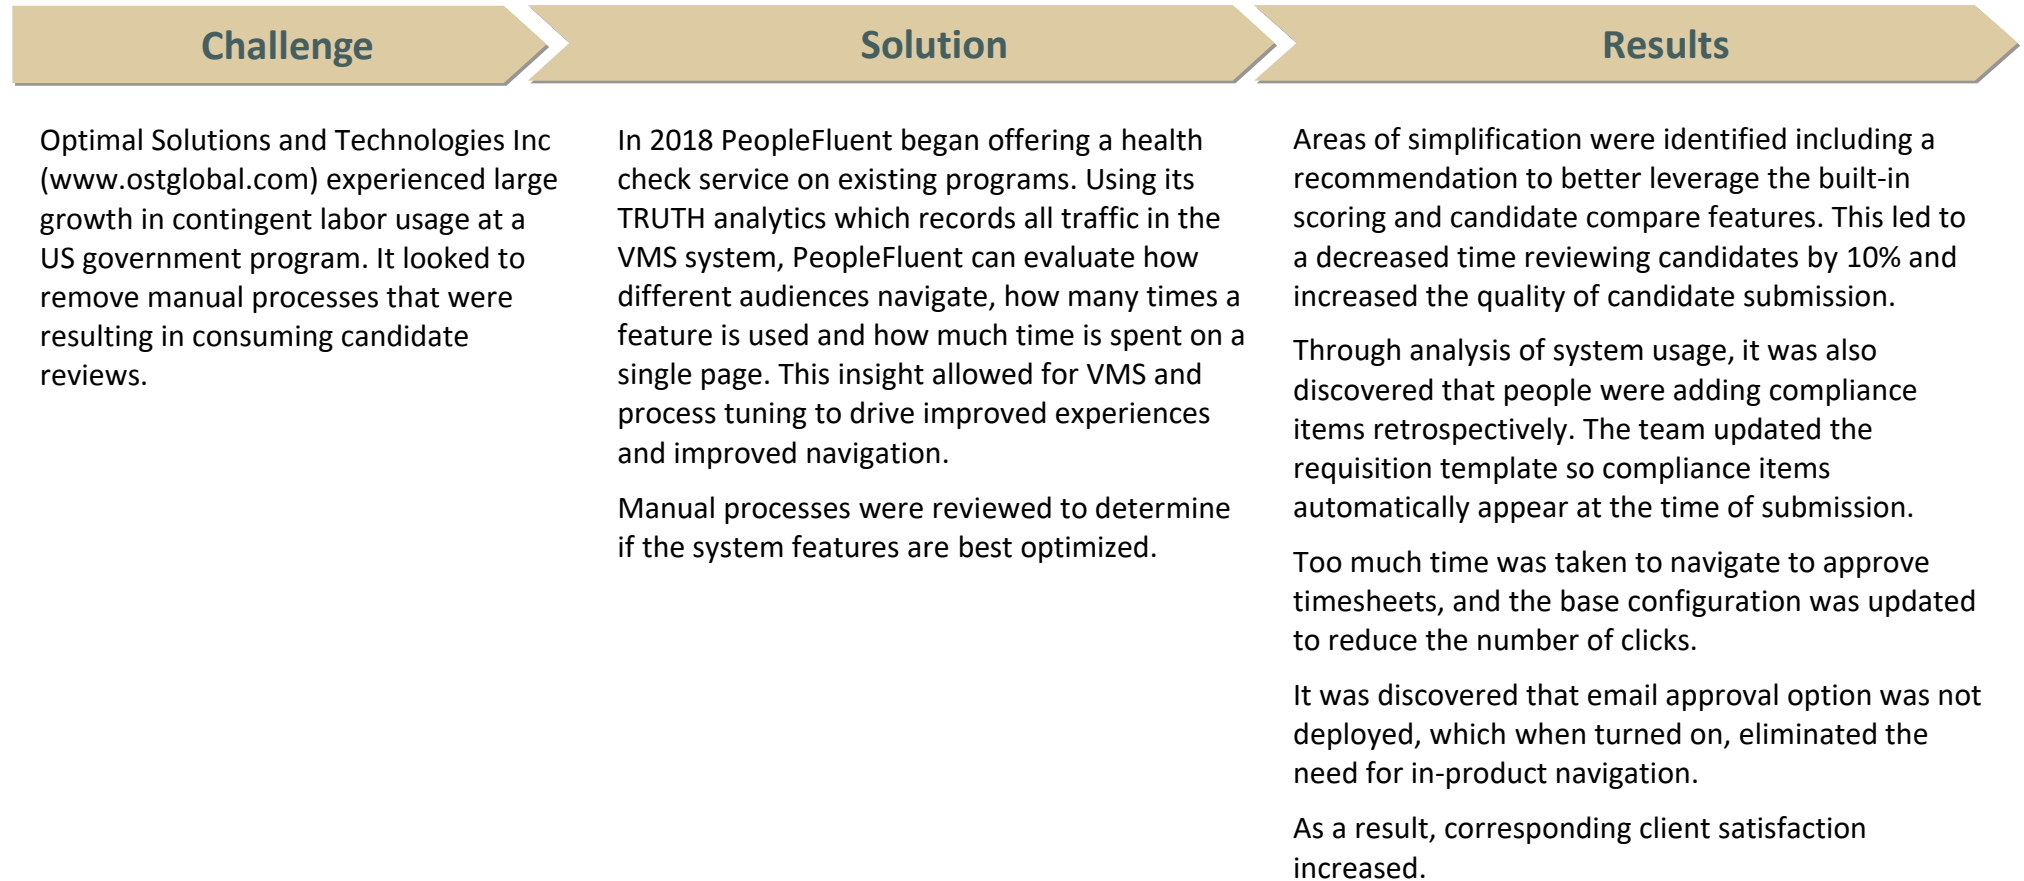 Challenge
Solution
Results
Optimal Solutions and Technologies Inc
(www.ostglobal.com) experienced large
growth in contingent labor usage at a
US government program. It looked to
remove manual processes that were
resulting in consuming candidate
reviews.
In 2018 PeopleFluent began offering a health
check service on existing programs. Using its
TRUTH analytics which records all traffic in the
VMS system, PeopleFluent can evaluate how
different audiences navigate, how many times a
feature is used and how much time is spent on a
single page. This insight allowed for VMS and
process tuning to drive improved experiences
and improved navigation.
Manual processes were reviewed to determine
if the system features are best optimized.
Areas of simplification were identified including a
recommendation to better leverage the built-in
scoring and candidate compare features. This led to
a decreased time reviewing candidates by 10% and
increased the quality of candidate submission.
Through analysis of system usage, it was also
discovered that people were adding compliance
items retrospectively. The team updated the
requisition template so compliance items
automatically appear at the time of submission.
Too much time was taken to navigate to approve
timesheets, and the base configuration was updated
to reduce the number of clicks.
It was discovered that email approval option was not
deployed, which when turned on, eliminated the
need for in-product navigation.
As a result, corresponding client satisfaction
increased.